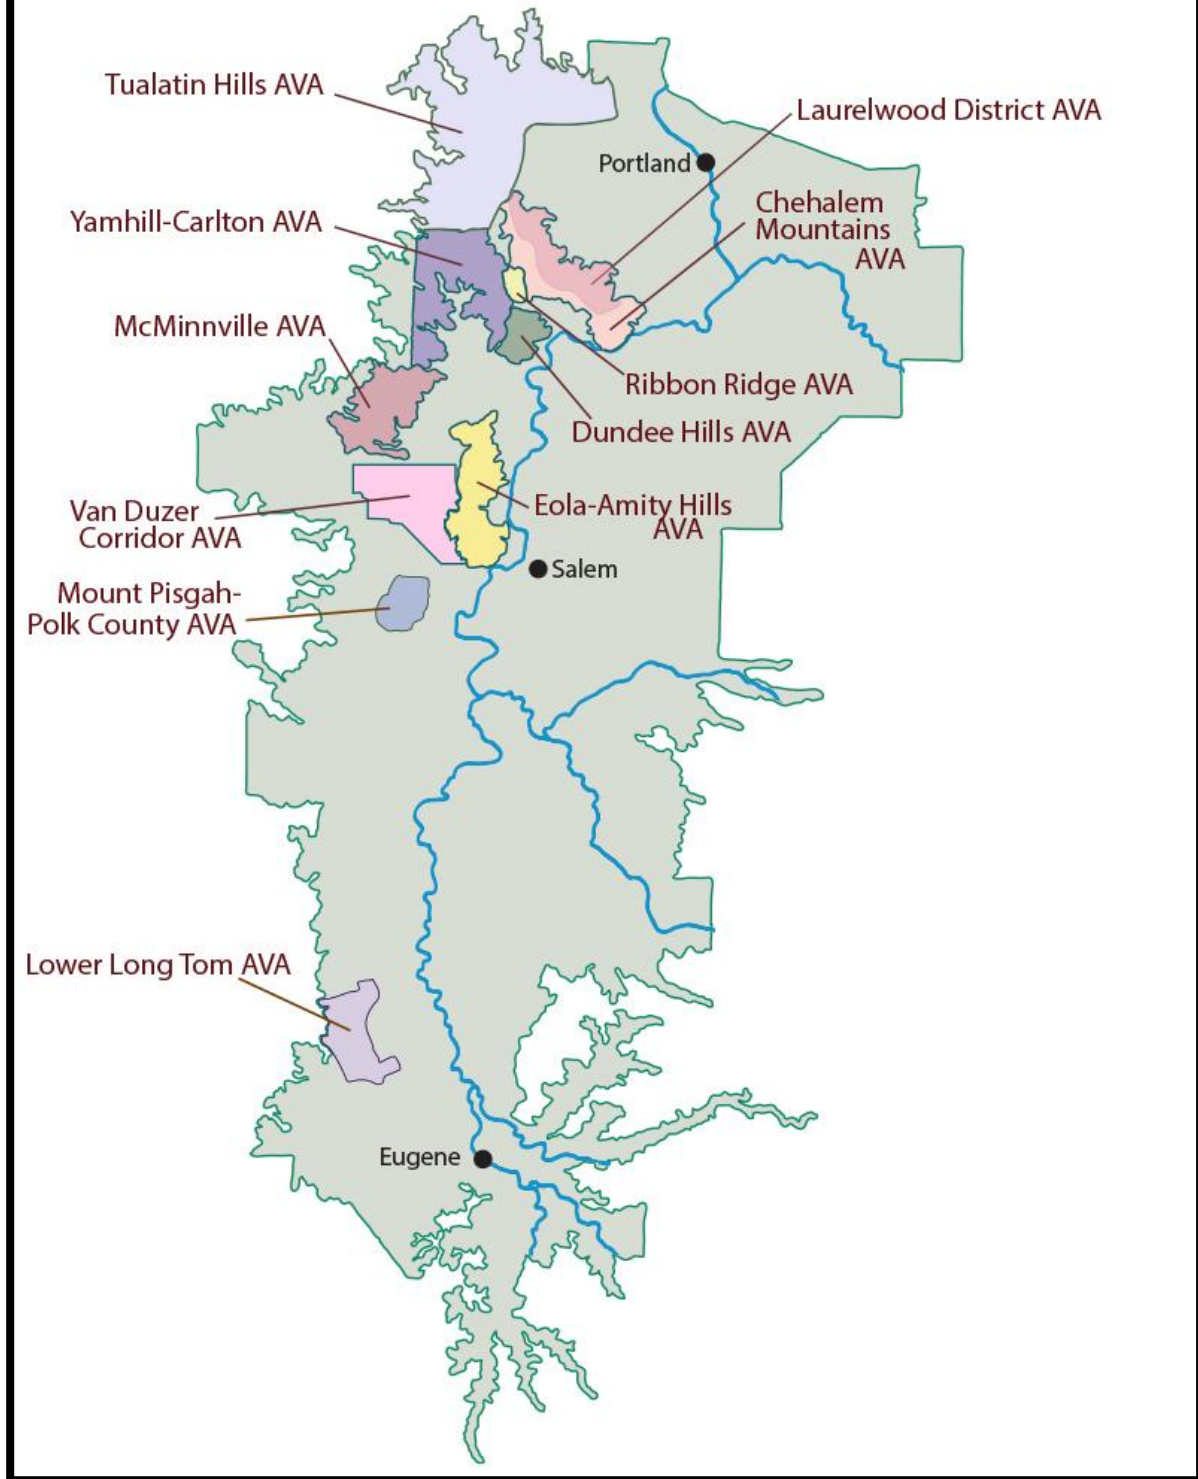 Tualatin Hills AVA
Laurelwood District AVA
Portland
Chehalem
Mountains
AVA
Yamhill-Carlton AVA
McMinnville AVA
Ribbon Ridge AVA
Dundee Hills AVA
Eola-Amity Hills
AVA
Van Duzer
Corridor AVA
Salem
Mount Pisgah-
Polk County AVA
Lower Long Tom AVA
Eugene